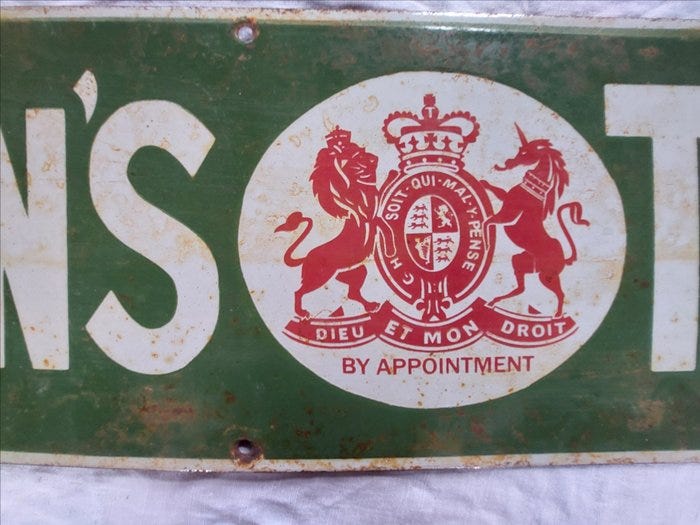 N'S T
SOIT·QUI·MAL·Y·PENSE
DIEU ET MON DROIT
BY APPOINTMENT